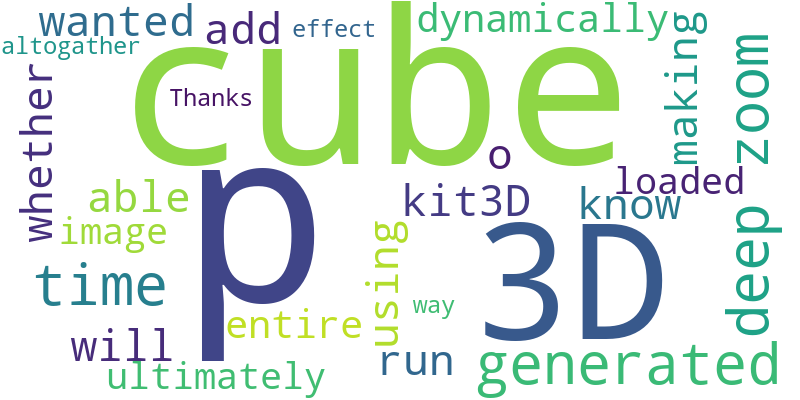 wanted
add
effect
dynamically
altogather
cube
Thanks
making
zoom
whether
p
o
loaded
able
kit3D
know
image
3D
using
deep
time
entire
way
will
run
generated
ultimately